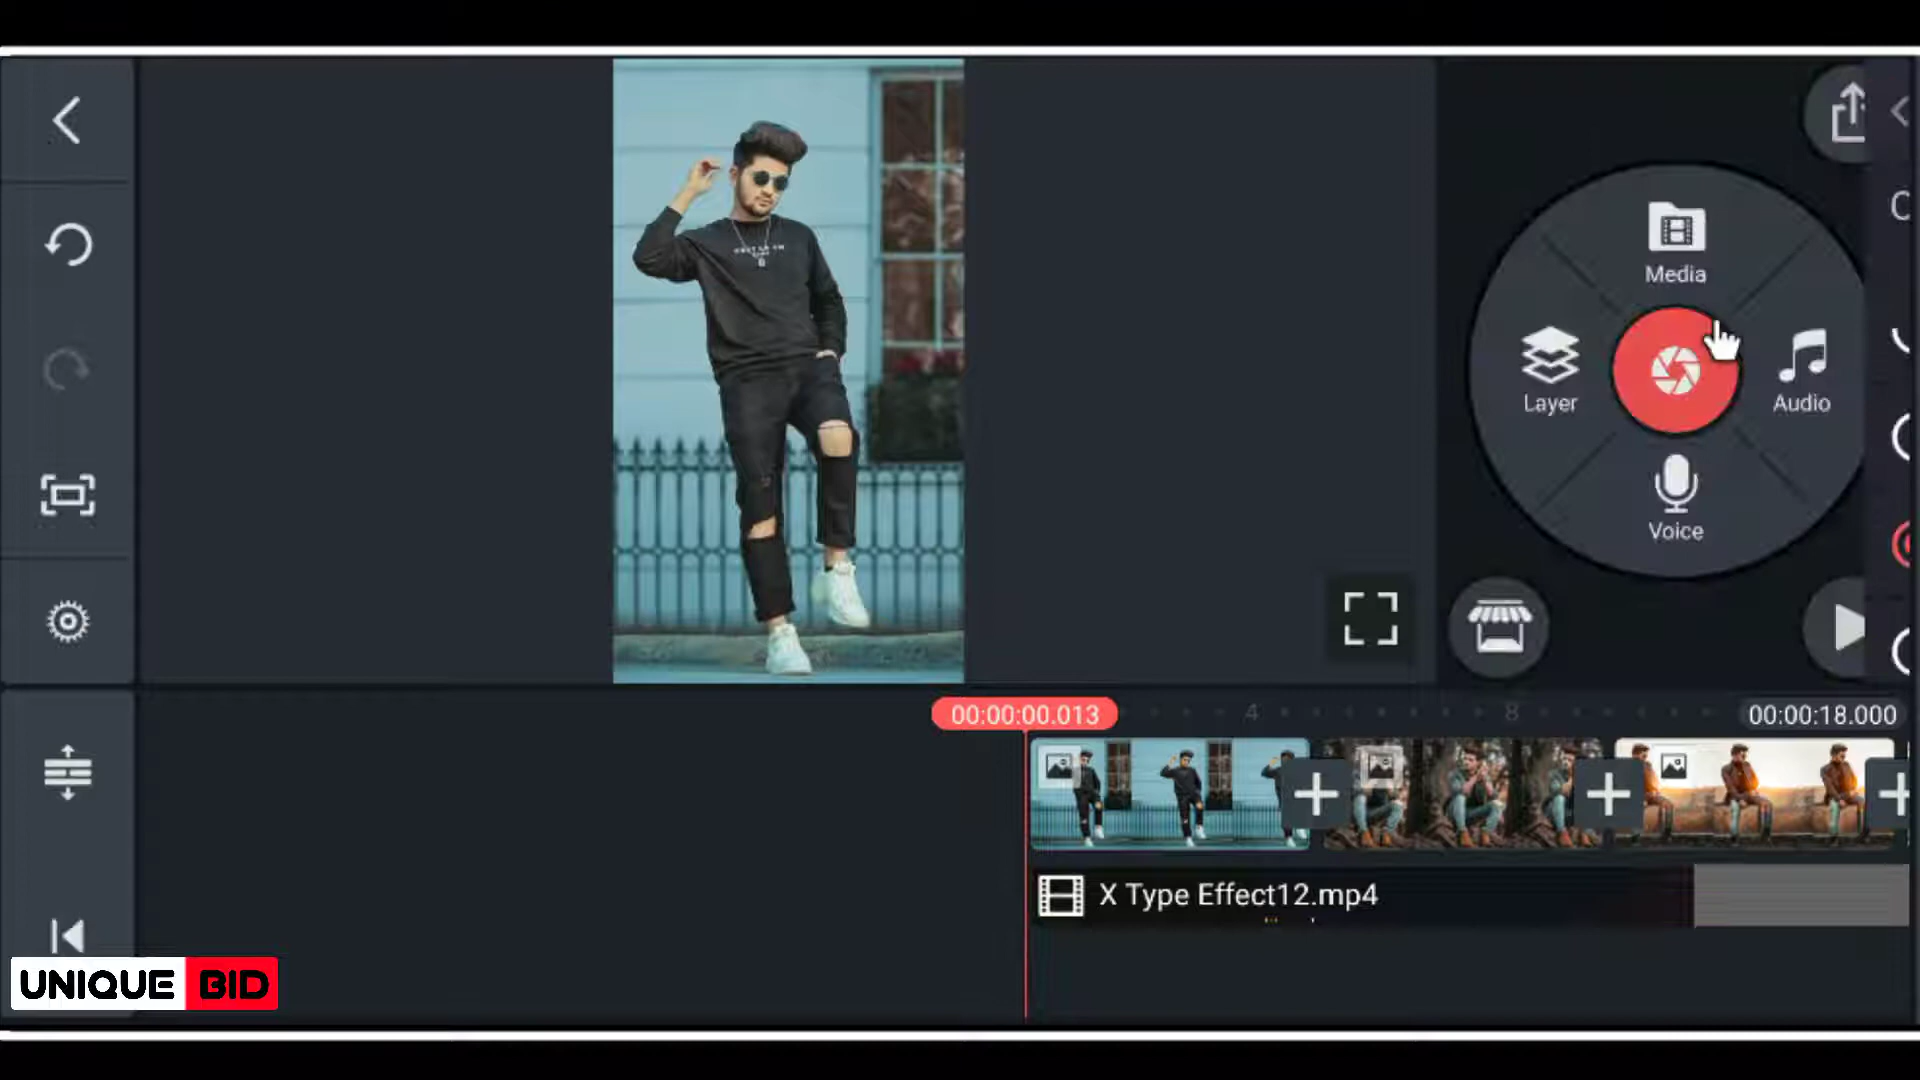 Media
Layer
Audio
Voice
00:00:00.013
4
8
00:00:18.000
X Type Effect12.mp4
UNIQUE BID